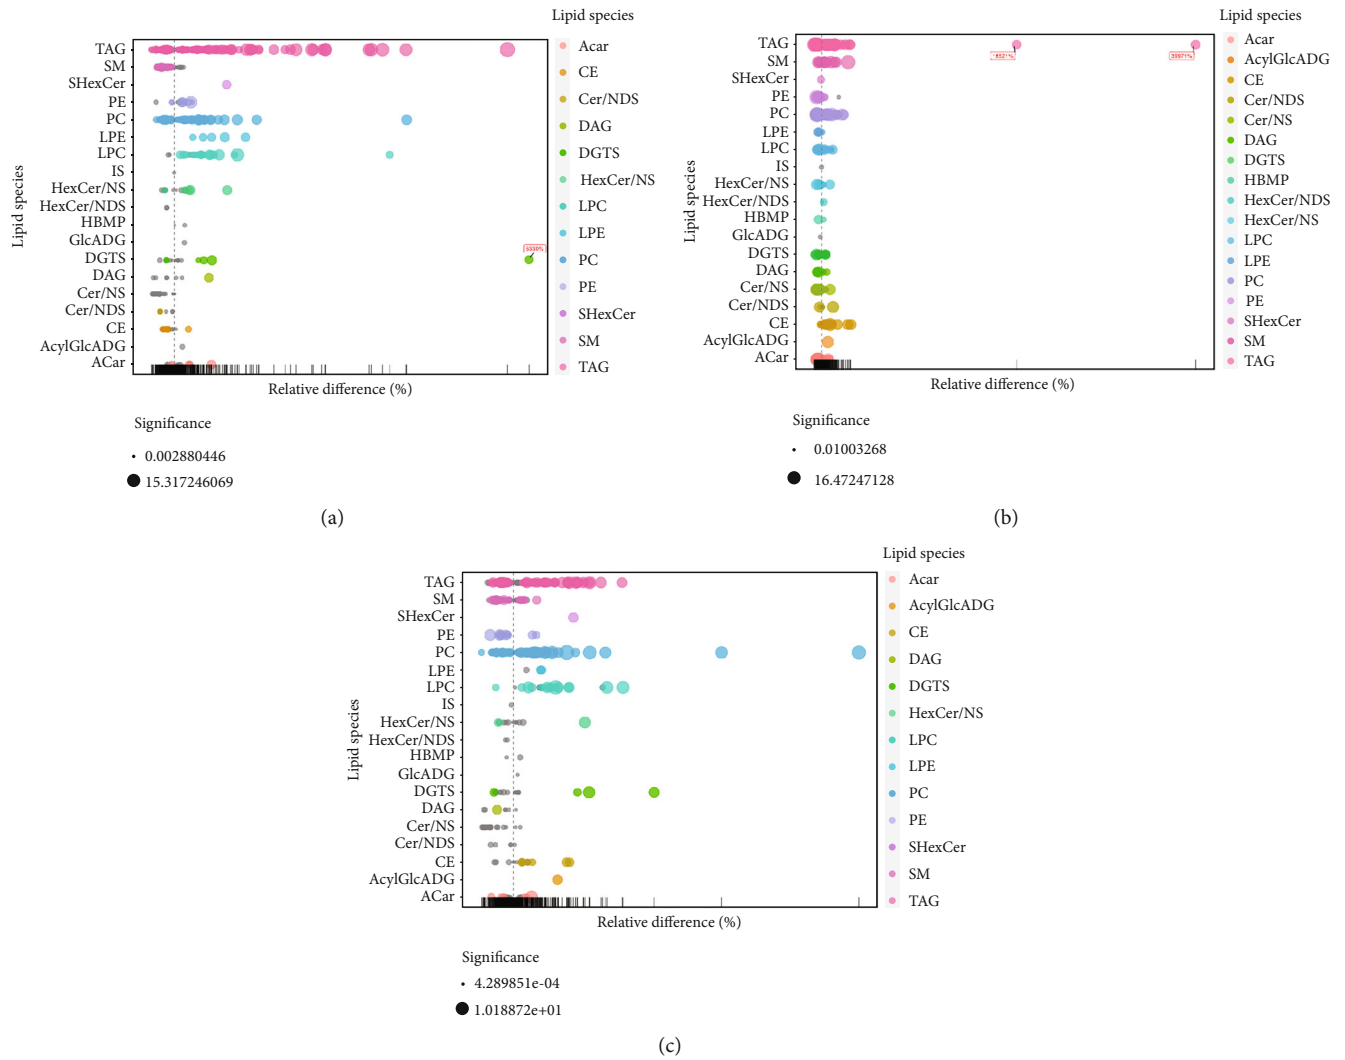 Lipid species
TAG
SM
SHexCer
PE
PC
LPE
LPC
IS
HexCer/NS
HexCer/NDS
HBMP
GlcADG
DGTS
DAG
Cer/NS
Cer/NDS
CE
AcylGlcADG
ACar
Lipid species
5330%
Relative difference (%)
Acar
CE
Cer/NDS
DAG
DGTS
HexCer/NS
LPC
LPE
PC
PE
SHexCer
SM
TAG
Significance
0.002880446
15.317246069
(a)
Lipid species
TAG
SM
SHexCer
PE
PC
LPE
LPC
IS
HexCer/NS
HexCer/NDS
HBMP
GlcADG
DGTS
DAG
Cer/NS
Cer/NDS
CE
AcylGlcADG
ACar
Lipid species
39971%
Relative difference (%)
Acar
AcylGlcADG
CE
Cer/NDS
Cer/NS
DAG
DGTS
HBMP
HexCer/NDS
HexCer/NS
LPC
LPE
PC
PE
SHexCer
SM
TAG
Significance
0.01003268
16.47247128
(b)
Lipid species
TAG
SM
SHexCer
PE
PC
LPE
LPC
IS
HexCer/NS
HexCer/NDS
HBMP
GlcADG
DGTS
DAG
Cer/NS
Cer/NDS
CE
AcylGlcADG
ACar
Lipid species
Relative difference (%)
Acar
AcylGlcADG
CE
DAG
DGTS
HexCer/NS
LPC
LPE
PC
PE
SHexCer
SM
TAG
Significance
4.289851e-04
1.018872e+01
(c)